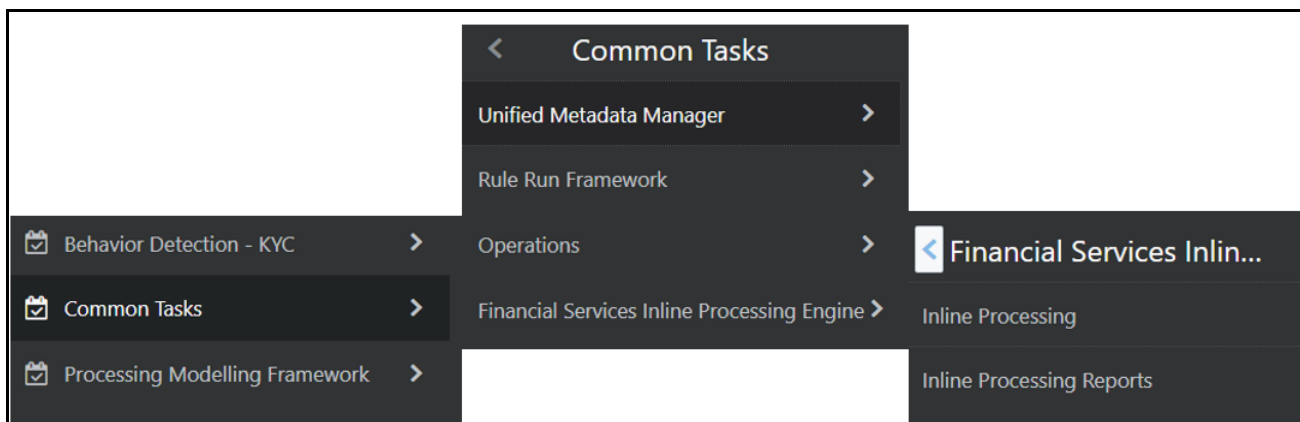 Behavior Detection - KYC
Common Tasks
Processing Modelling Framework
Common Tasks
Unified Metadata Manager
Rule Run Framework
Operations
Financial Services Inline Processing Engine
Financial Services Inlin...
Inline Processing
Inline Processing Reports